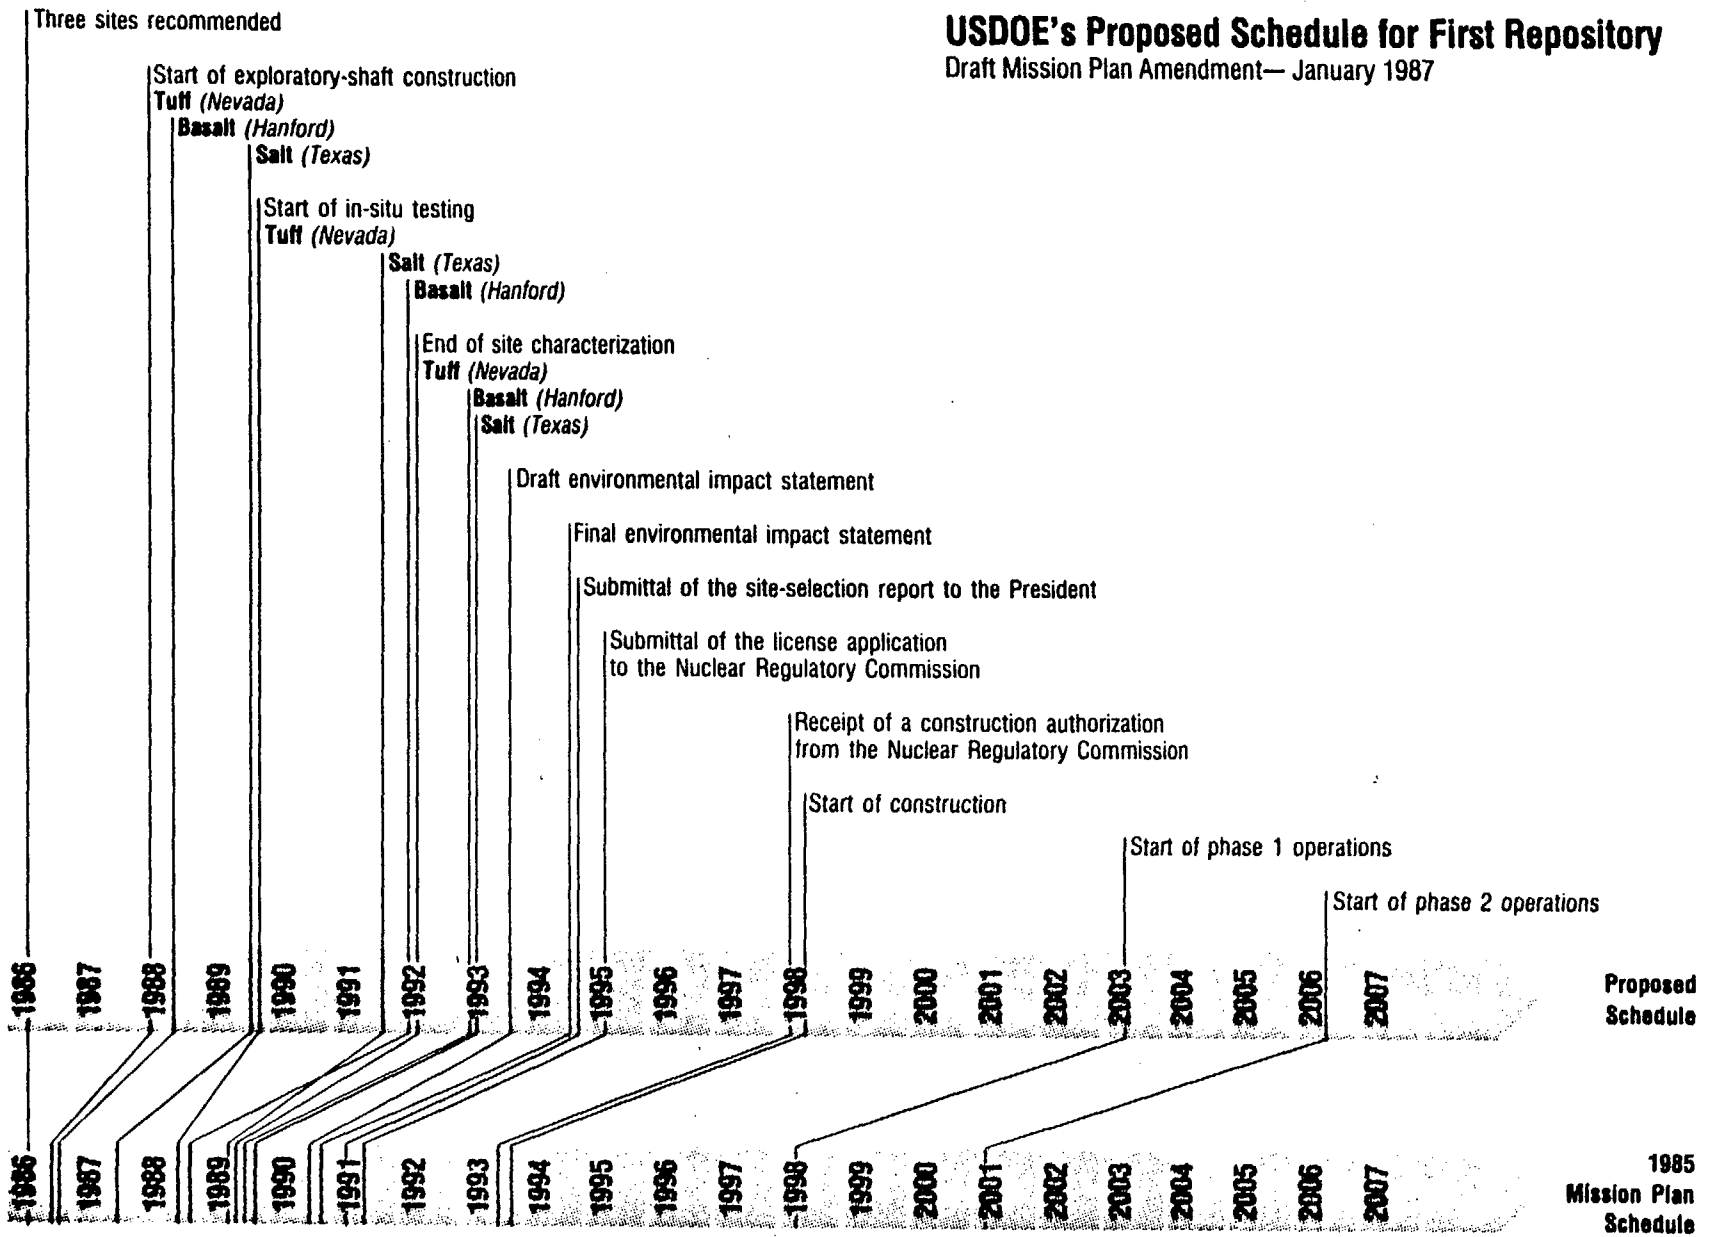 Three sites recommended
USDOE's Proposed Schedule for First Repository
Draft Mission Plan Amendment— January 1987
Start of exploratory-shaft construction
Tuff (Nevada)
Basalt (Hanford)
Salt (Texas)
Start of in-situ testing
Tuff (Nevada)
Salt (Texas)
Basalt (Hanford)
End of site characterization
Tuff (Nevada)
Basalt (Hanford)
Salt (Texas)
Draft environmental impact statement
Final environmental impact statement
Submittal of the site-selection report to the President
Submittal of the license application
to the Nuclear Regulatory Commission
Receipt of a construction authorization
from the Nuclear Regulatory Commission
Start of construction
Start of phase 1 operations
Start of phase 2 operations
1986 1987 1988 1989 1990 1991 1992 1993 1994 1995 1996 1997 1998 1999 2000 2001 2002 2003 2004 2005 2006 2007
Proposed
Schedule
1986 1987 1988 1989 1990 1991 1992 1993 1994 1995 1996 1997 1998 1999 2000 2001 2002 2003 2004 2005 2006 2007
1985
Mission Plan
Schedule